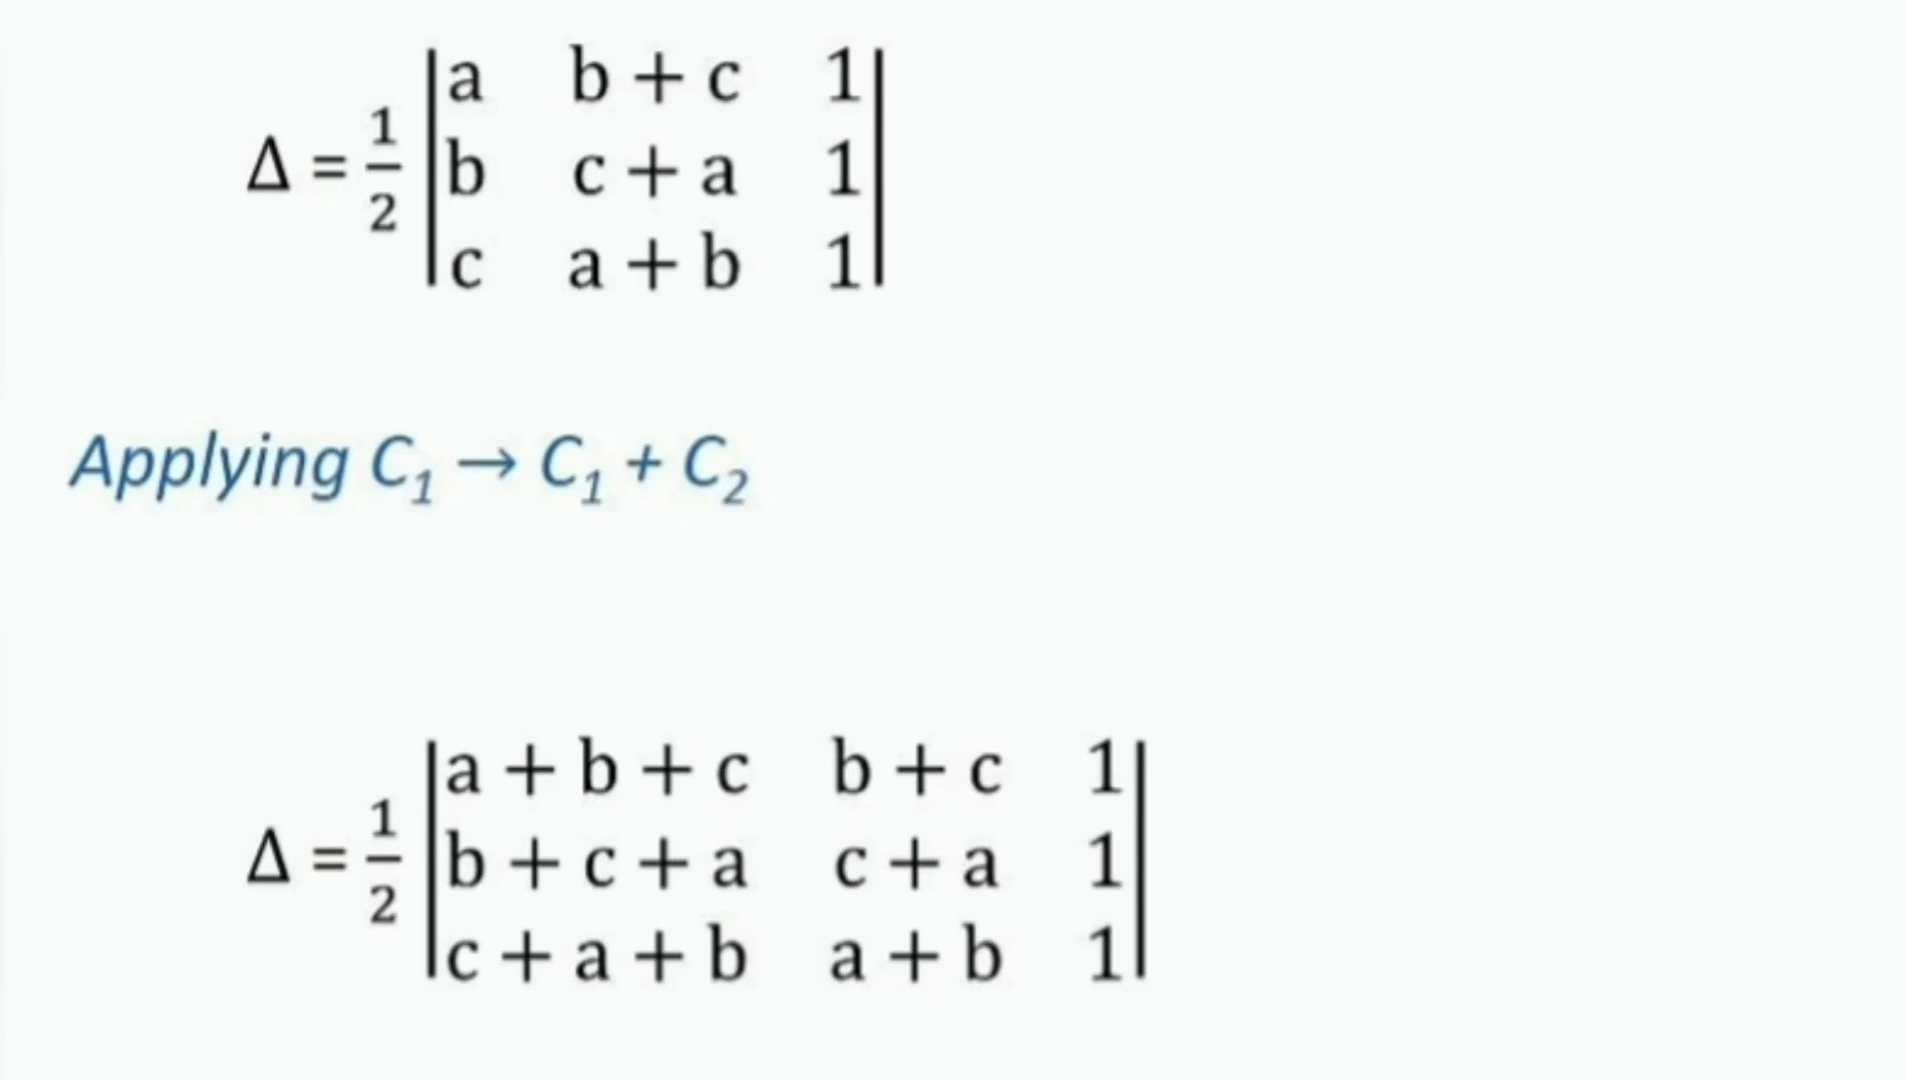 Δ = 1/2 |a b + c 1|
|b c + a 1|
|c a + b 1|
Applying C₁ → C₁ + C₂
Δ = 1/2 |a + b + c b + c 1|
|b + c + a c + a 1|
|c + a + b a + b 1|